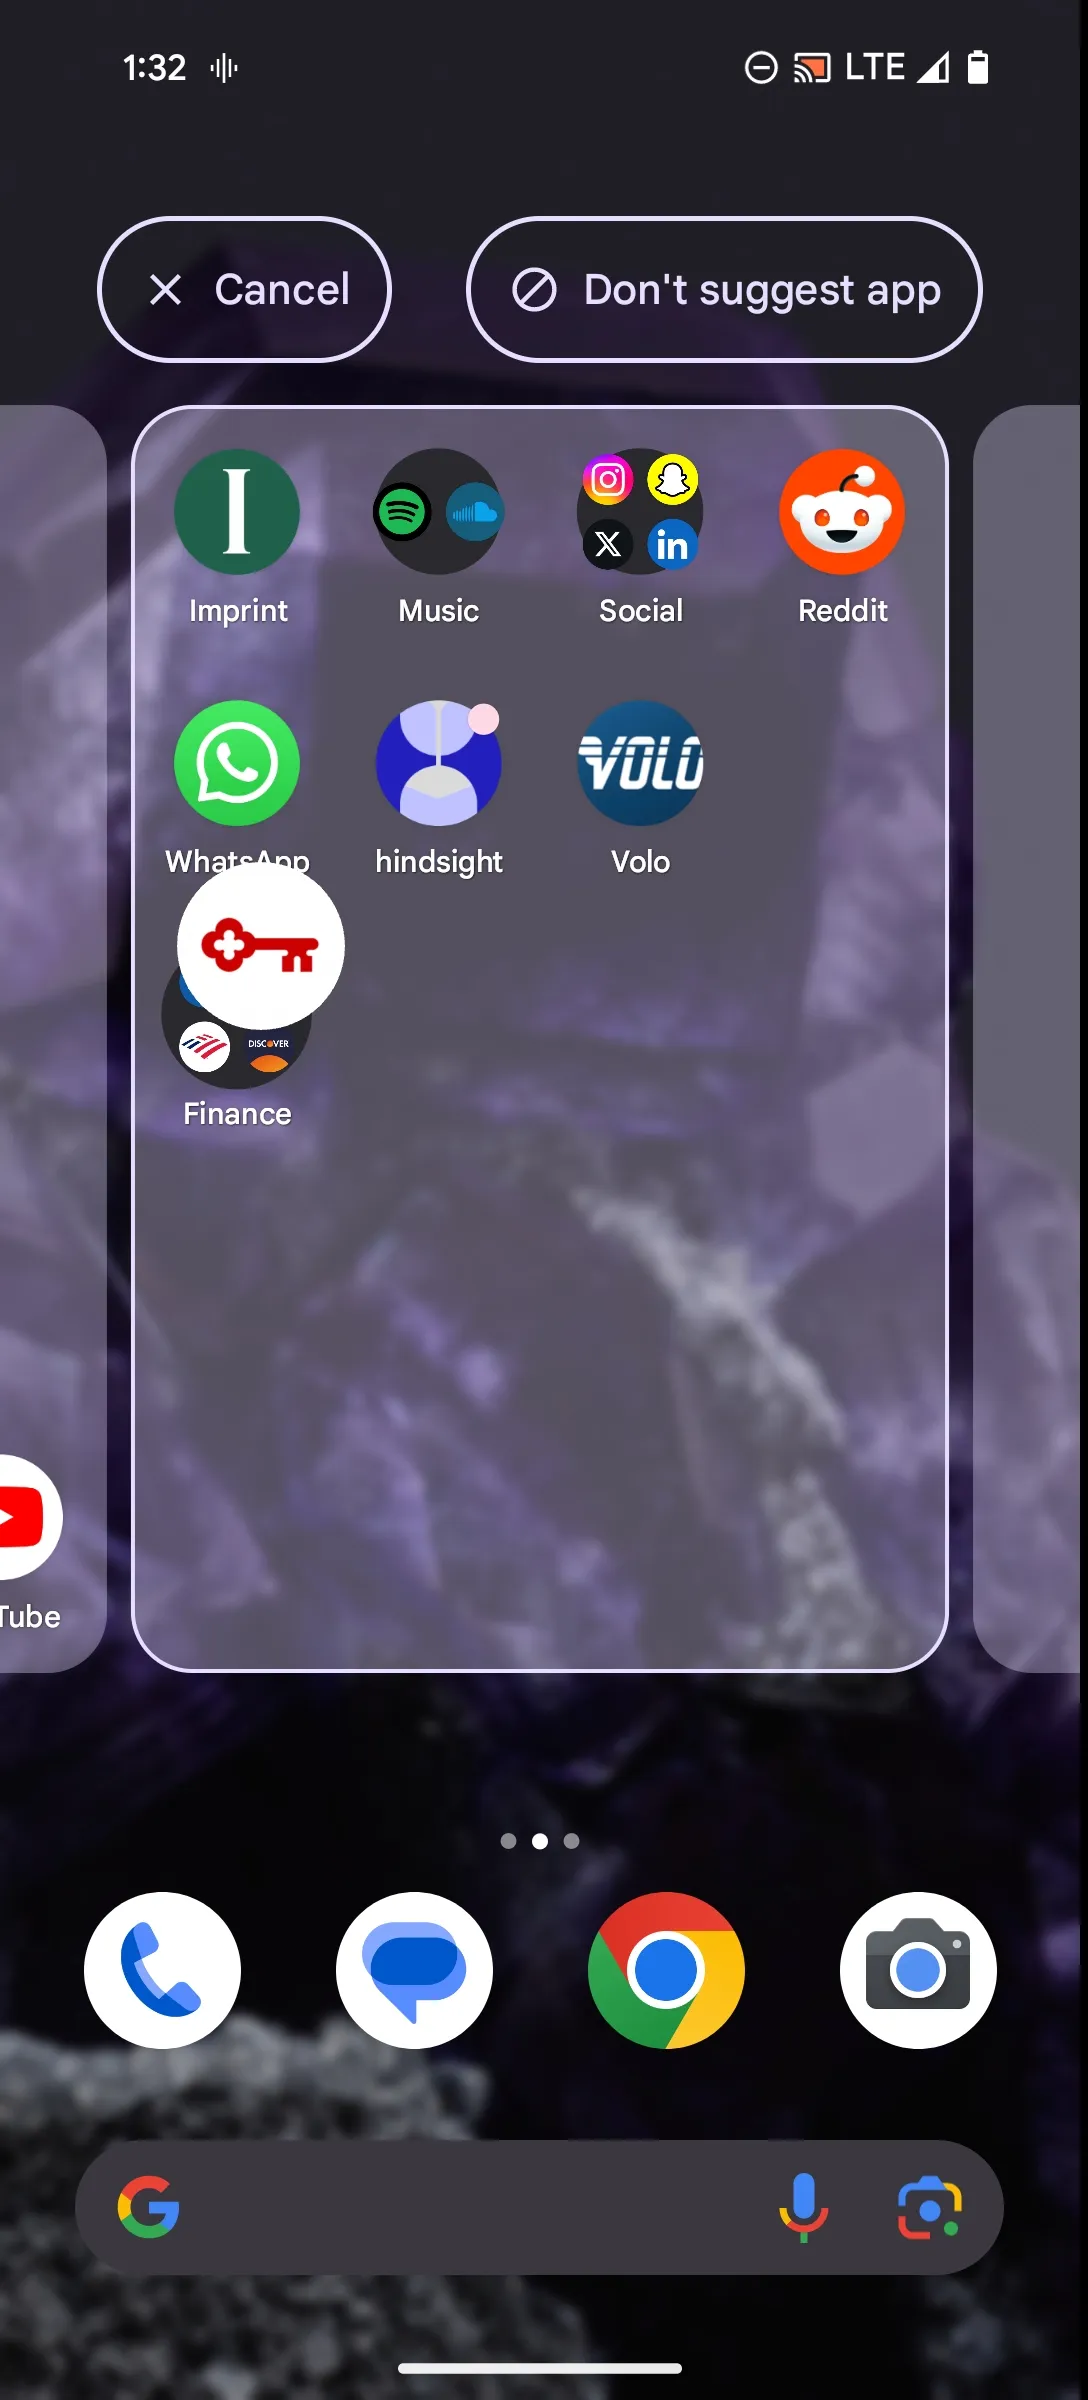 1:32 LTE
Cancel Don't suggest app
Imprint Music Social Reddit
VOLO
WhatsApp hindsight Volo
DISCOVER
Finance
Tube